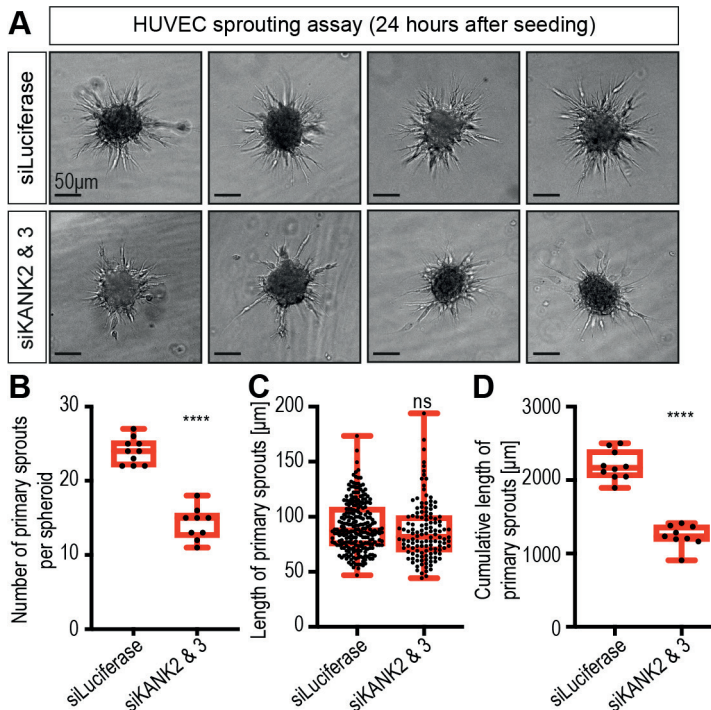 A
HUVEC sprouting assay (24 hours after seeding)
siLuciferase
50µm
siKANK2 & 3
B
Number of primary sprouts
per spheroid
30
20
10
0
****
siLuciferase
siKANK2 & 3
C
Length of primary sprouts [µm]
200
150
100
50
0
ns
siLuciferase
siKANK2 & 3
D
Cumulative length of
primary sprouts [µm]
3000
2000
1000
0
****
siLuciferase
siKANK2 & 3